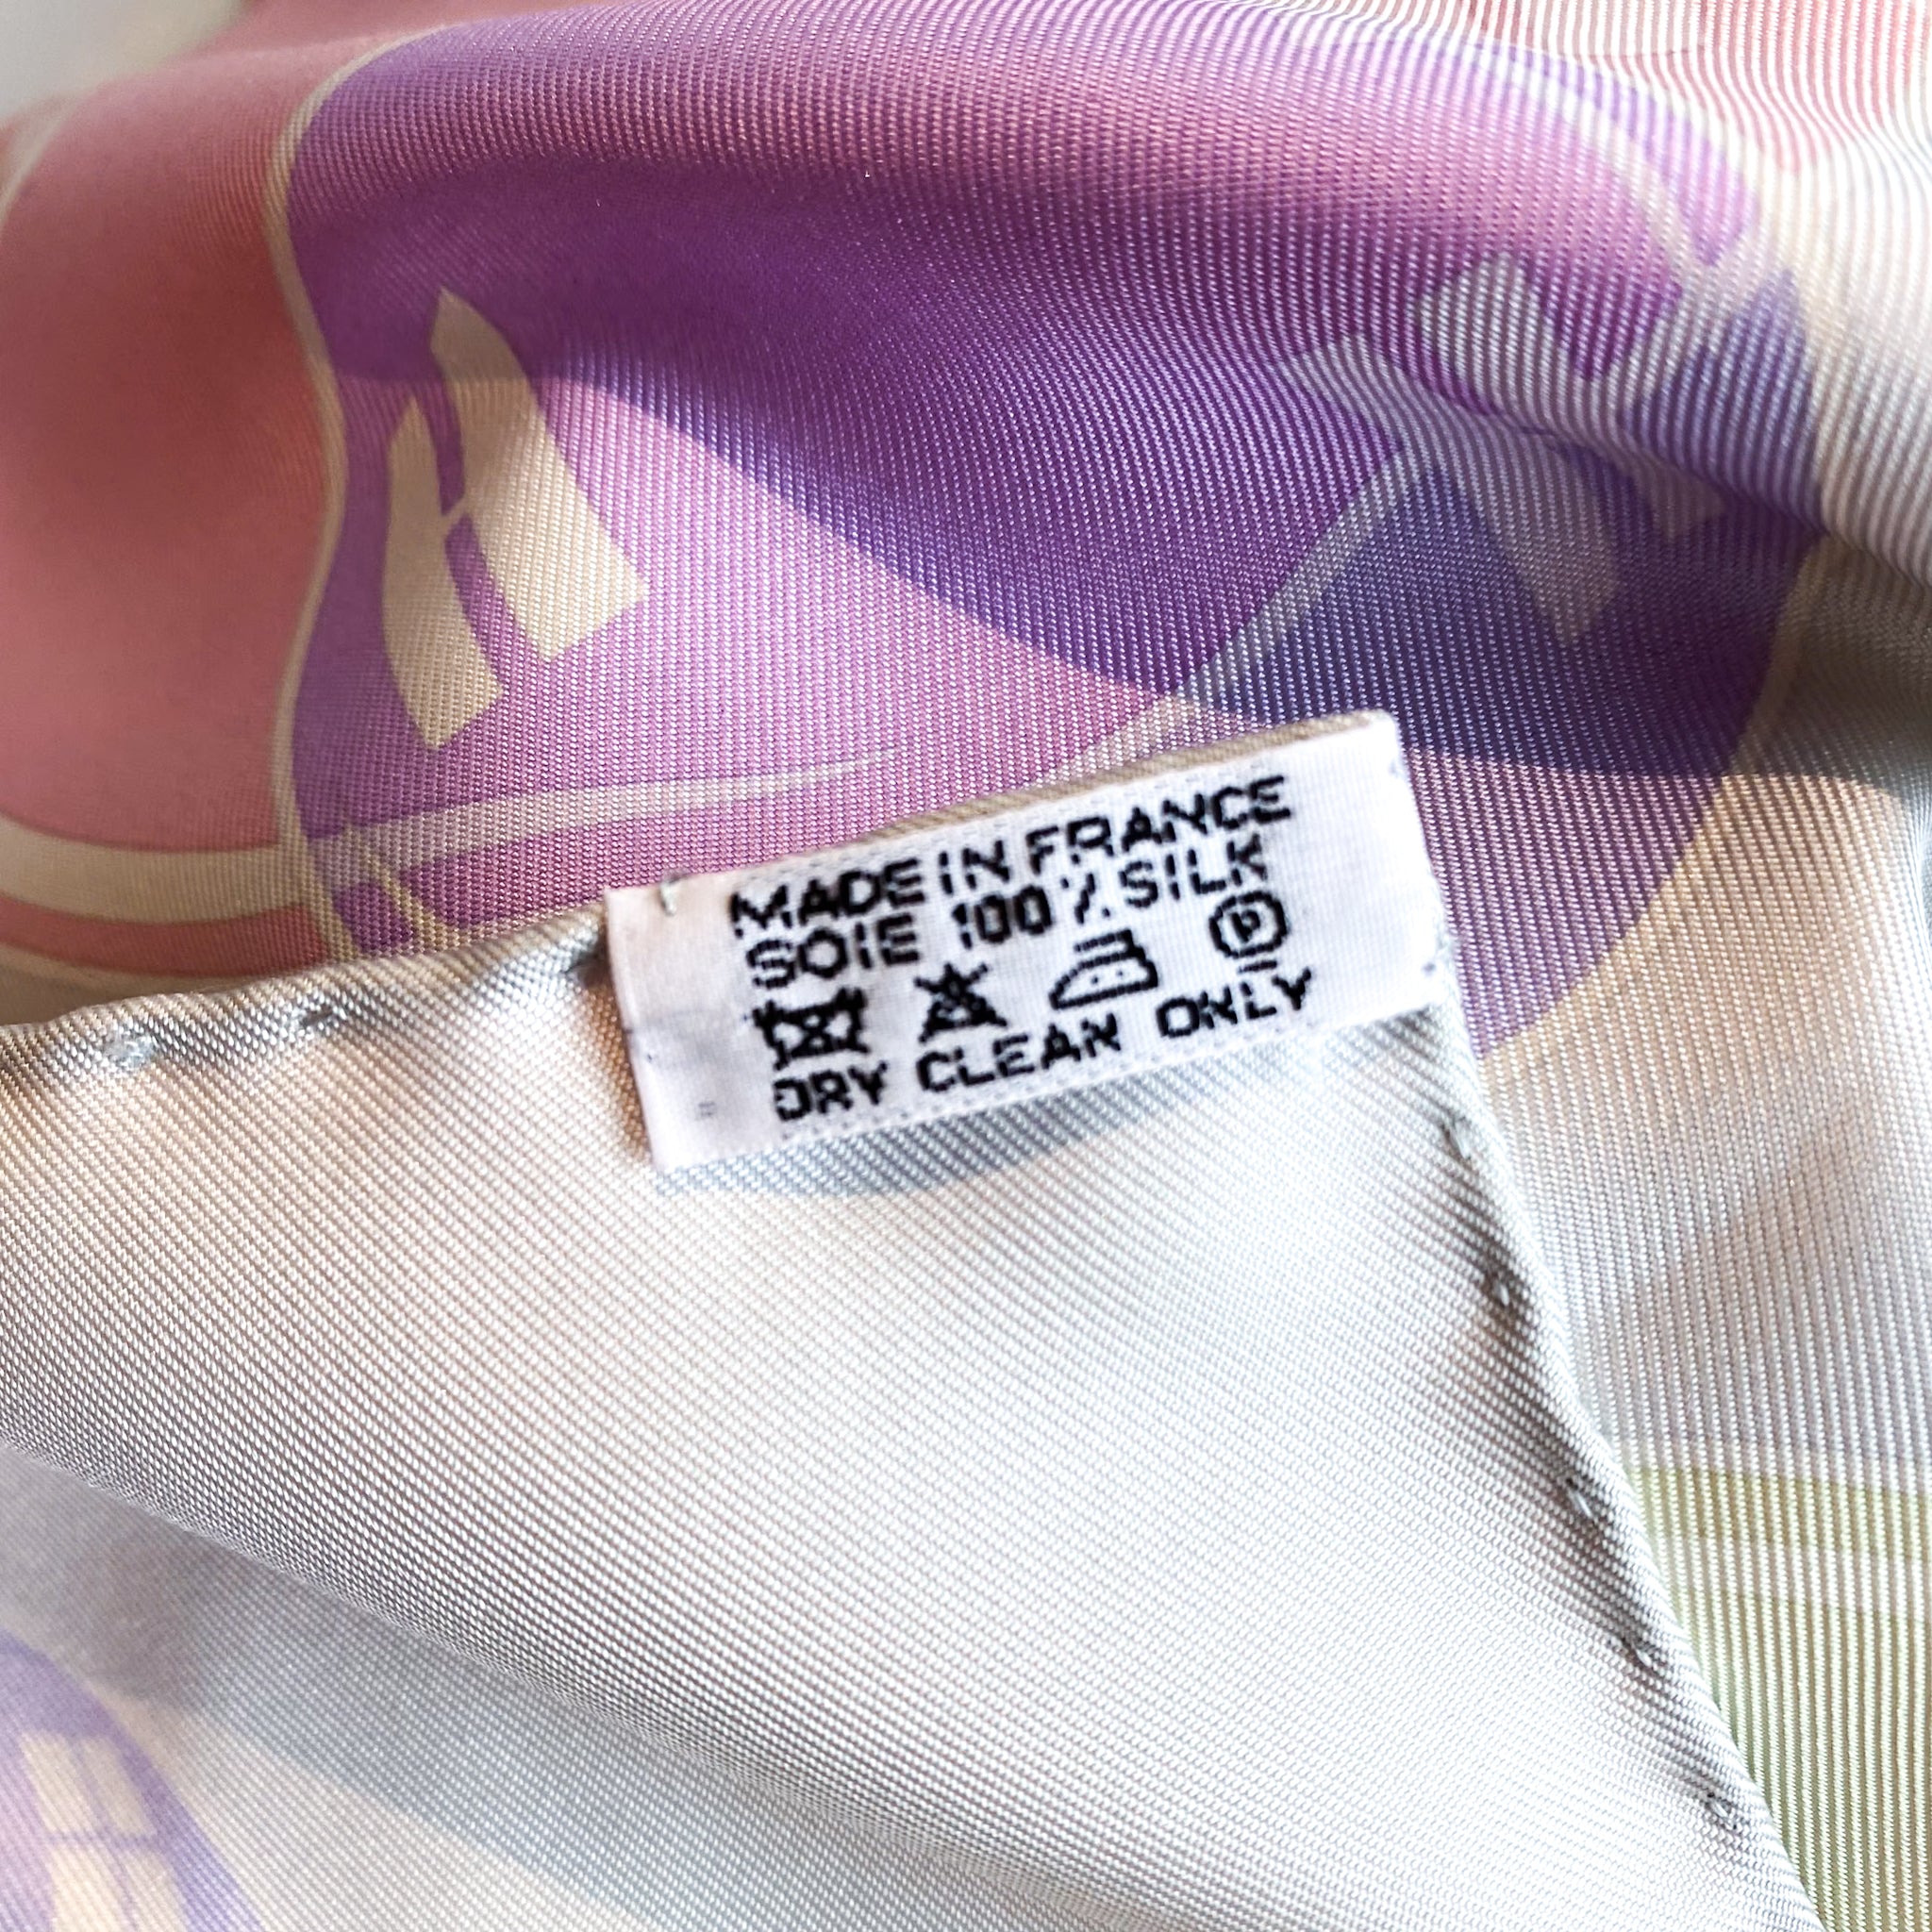 MADE IN FRANCE
SOIE 100% SILK
P
DRY CLEAN ONLY